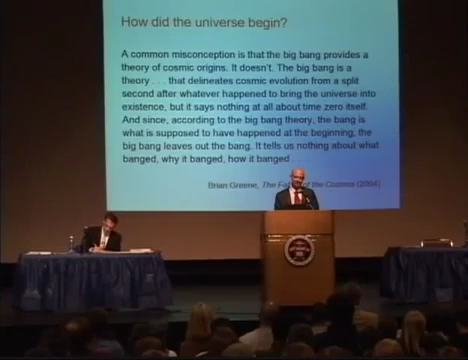 How did the universe begin?
A common misconception is that the big bang provides a
theory of cosmic origins. It doesn't. The big bang is a
theory . . . that delineates cosmic evolution from a split
second after whatever happened to bring the universe into
existence, but it says nothing at all about time zero itself.
And since, according to the big bang theory, the bang is
what is supposed to have happened at the beginning, the
big bang leaves out the bang. It tells us nothing about what
banged, why it banged, how it banged . . .
Brian Greene, The of the Cosmos (2004)